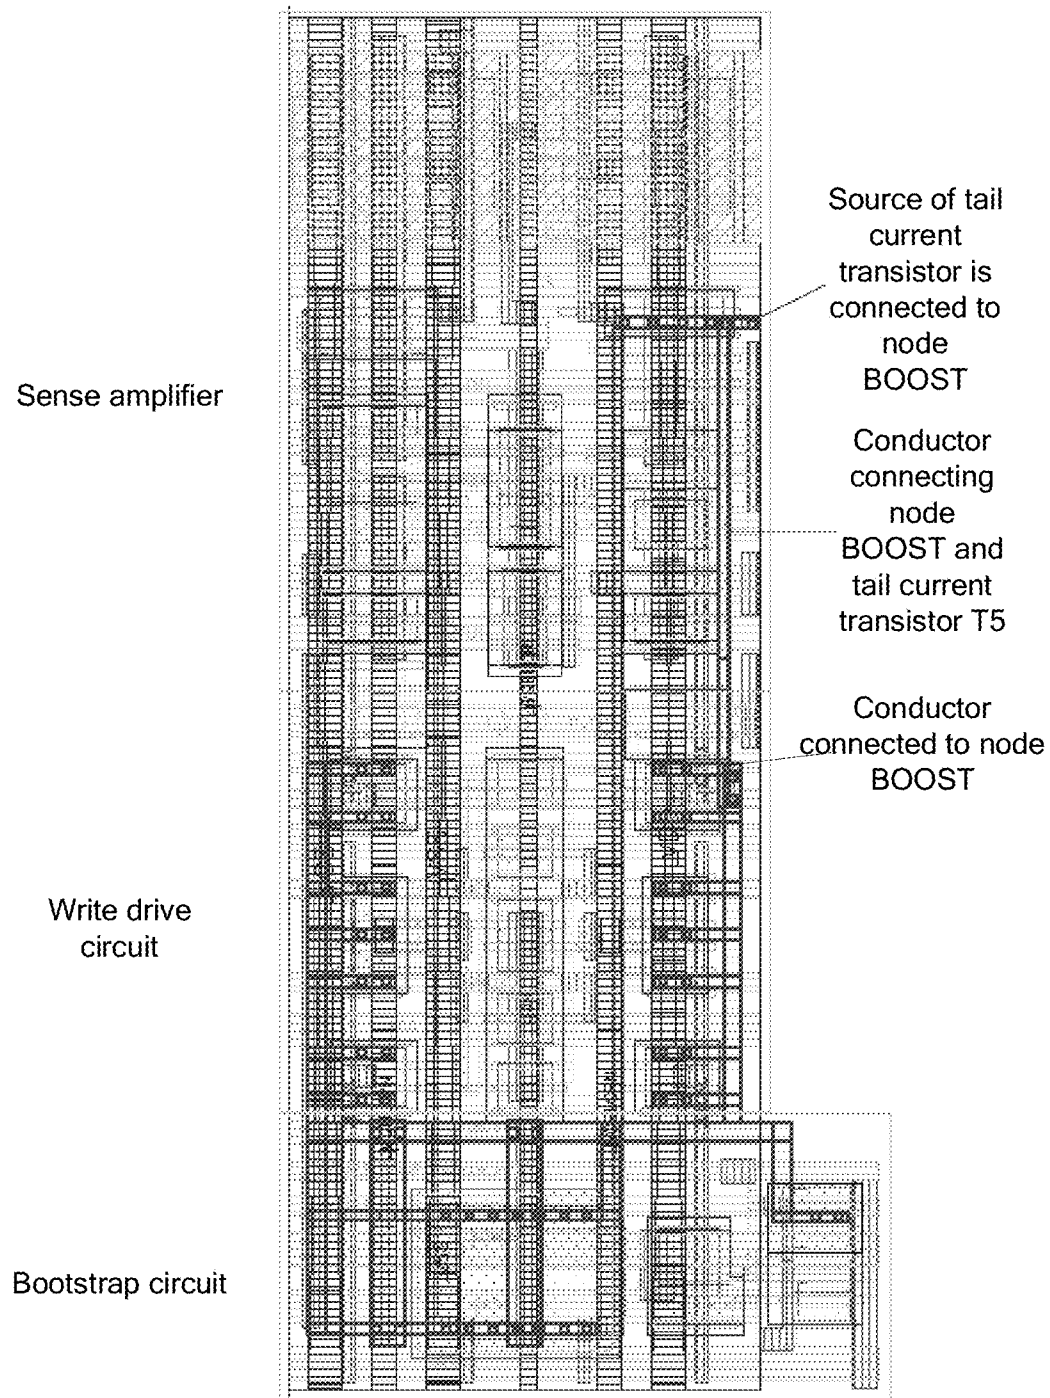 Source of tail
current
transistor is
connected to
node
BOOST
Sense amplifier
Conductor
connecting
node
BOOST and
tail current
transistor T5
Conductor
connected to node
BOOST
Write drive
circuit
Bootstrap circuit